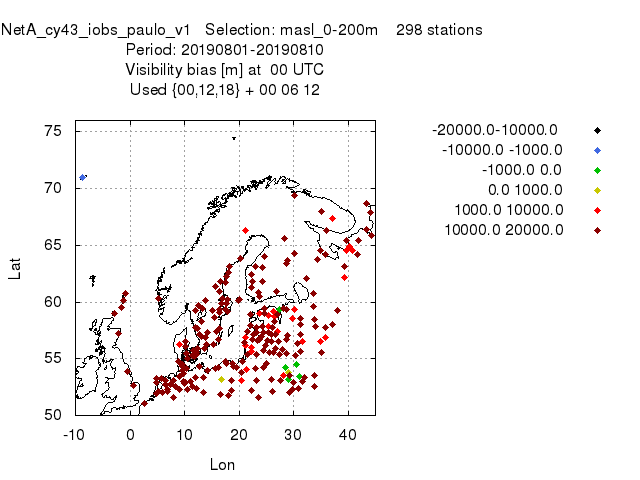 NetA_cy43_iobs_paulo_v1 Selection: masl_0-200m 298 stations
Period: 20190801-20190810
Visibility bias [m] at 00 UTC
Used {00,12,18} + 00 06 12
-20000.0-10000.0
-10000.0 -1000.0
-1000.0 0.0
0.0 1000.0
1000.0 10000.0
10000.0 20000.0
75
70
65
60
55
50
Lat
-10 0 10 20 30 40
Lon